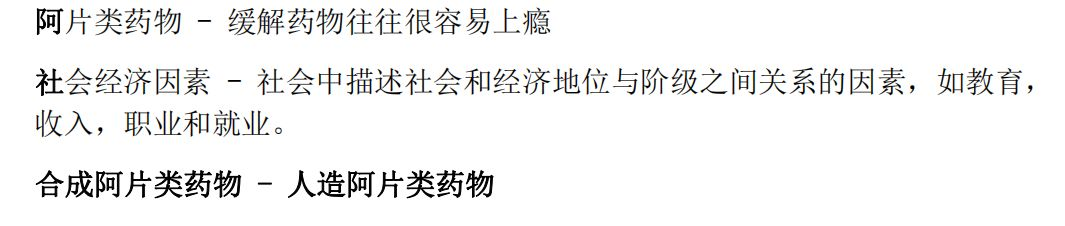 阿片类药物 - 缓解药物往往很容易上瘾
社会经济因素 - 社会中描述社会和经济地位与阶级之间关系的因素，如教育，
收入，职业和就业。
合成阿片类药物 - 人造阿片类药物